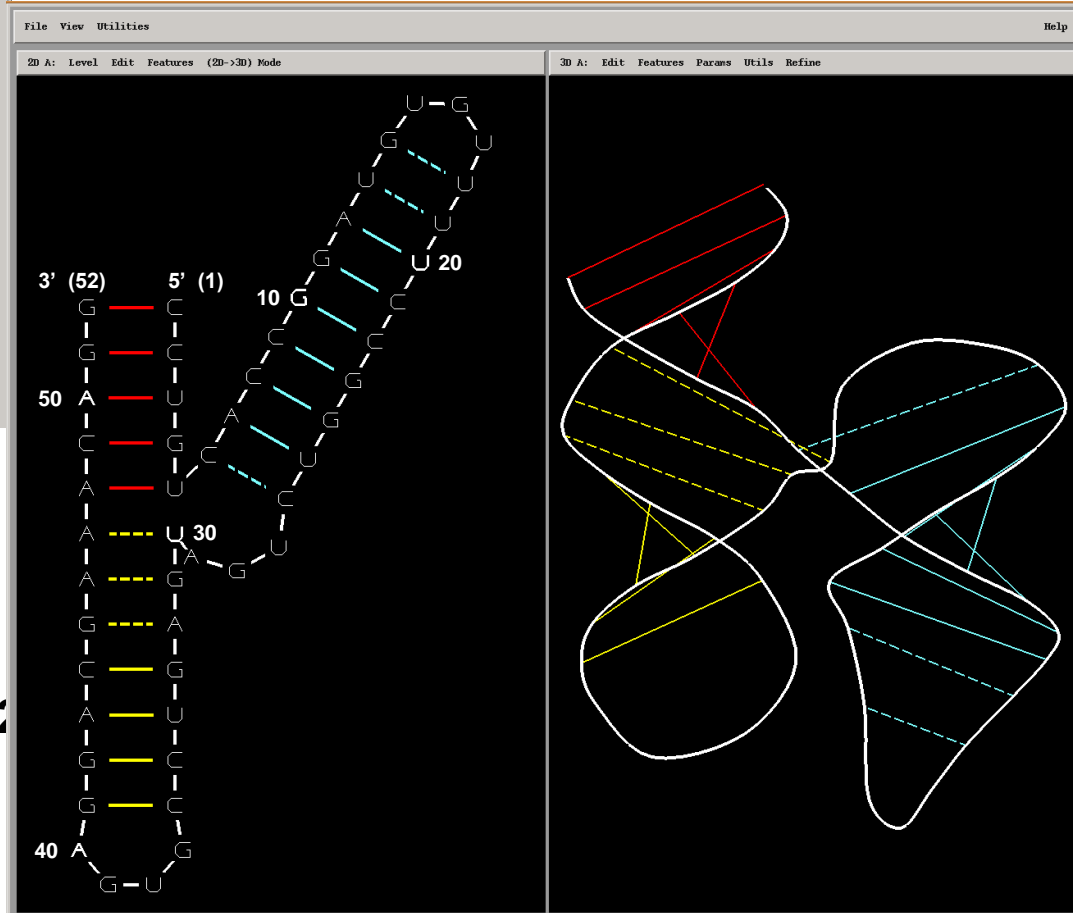 File View Utilities Help
2D A: Level Edit Features (2D->3D) Mode
3D A: Edit Features Params Utils Refine
U G
G U
U U
A U
G U 20
3’ (52) 5’ (1)
10 G C
G C
C C
G C
C G
50 A U
A G
C G
C U
A U C
A U 30
U
A G
A G
G A
C G
A U
G C
G C
40 A G
G U